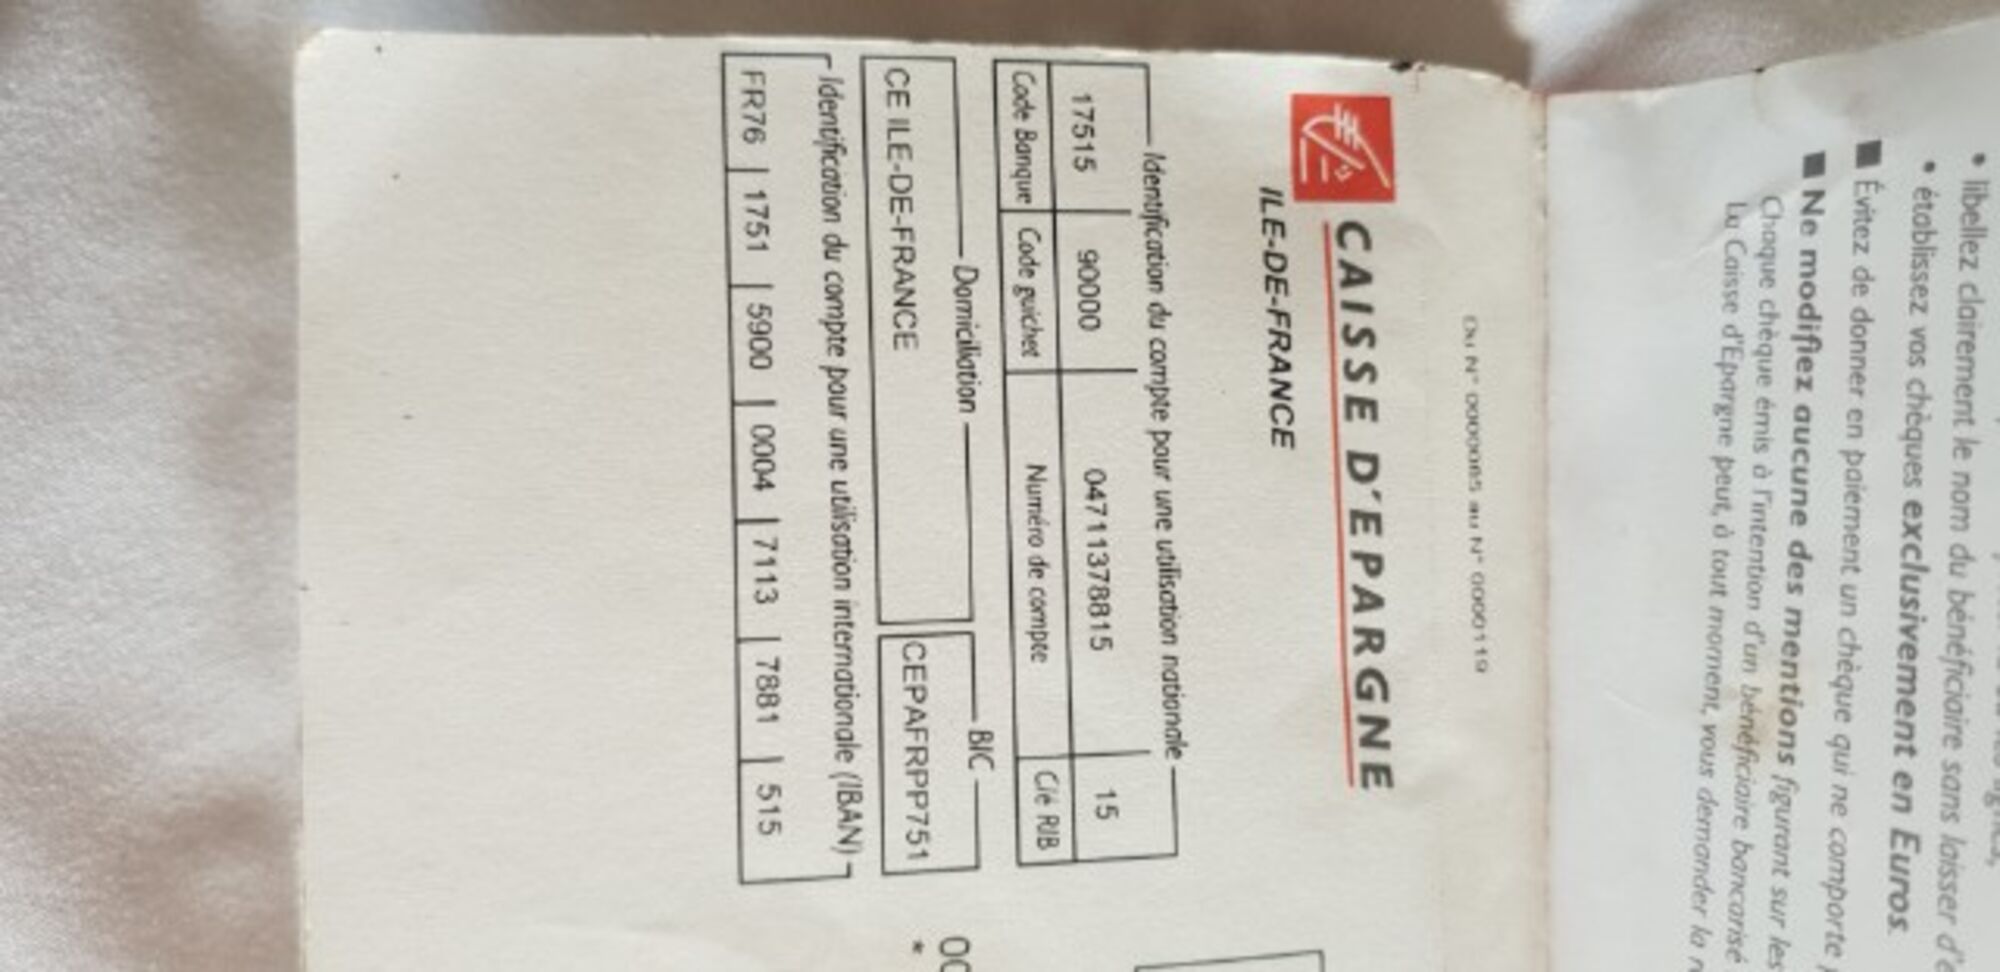 • libellez clairement le nom du bénéficiaire sans laisser
• établissez vos chèques exclusivement en Euros.
■ Évitez de donner en paiement un chèque qui ne comporte
■ Ne modifiez aucune des mentions figurant sur les
Chaque chèque émis à l'intention d'un bénéficiaire bancarisé
La Caisse d'Epargne peut, à tout moment, vous demander la
Du N° 0000085 au N° 0000119
CAISSE D'EPARGNE
ILE-DE-FRANCE
Identification du compte pour une utilisation nationale
17515 90000 04711378815 15
Code Banque Code guichet Numéro de compte Clé RIB
Domiciliation BIC
CE ILE-DE-FRANCE CEPAFRPP751
Identification du compte pour une utilisation internationale (IBAN)
FR76 | 1751 | 5900 | 0004 | 7113 | 7881 | 515
*